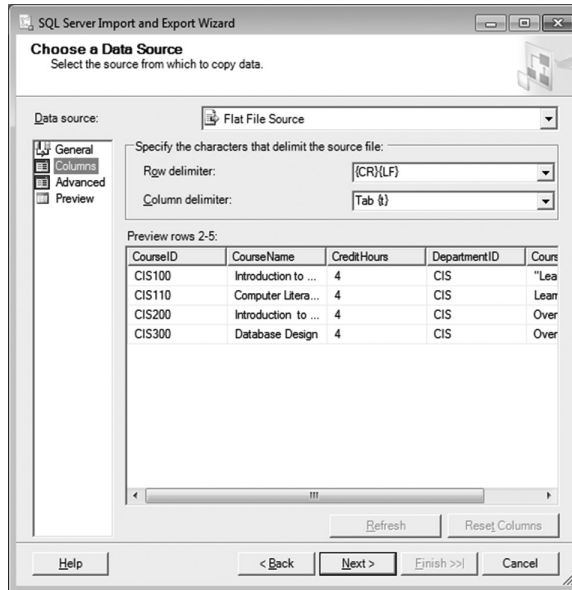 SQL Server Import and Export Wizard
Choose a Data Source
Select the source from which to copy data.
Data source: Flat File Source
General
Columns
Advanced
Preview
Specify the characters that delimit the source file:
Row delimiter: {CR}{LF}
Column delimiter: Tab {t}
Preview rows 2-5:
CourseID CourseName CreditHours DepartmentID Cours
CIS100 Introduction to ... 4 CIS "Lea
CIS110 Computer Litera... 4 CIS Learn
CIS200 Introduction to ... 4 CIS Over
CIS300 Database Design 4 CIS Over
Refresh Reset Columns
Help < Back Next > Finish >>| Cancel